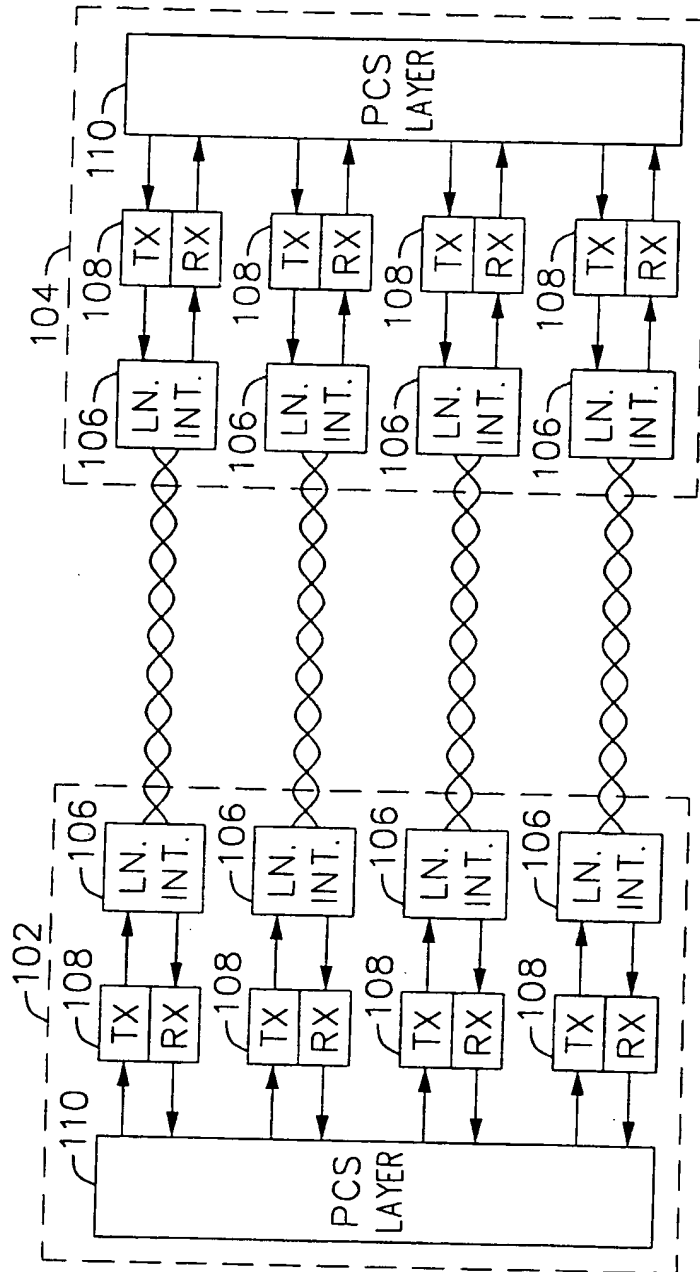 102
110
PCS
LAYER
108
TX
RX
106
LN.
INT.
108
TX
RX
106
LN.
INT.
108
TX
RX
106
LN.
INT.
108
TX
RX
106
LN.
INT.
104
106
LN.
INT.
108
TX
RX
106
LN.
INT.
108
TX
RX
106
LN.
INT.
108
TX
RX
106
LN.
INT.
108
TX
RX
110
PCS
LAYER